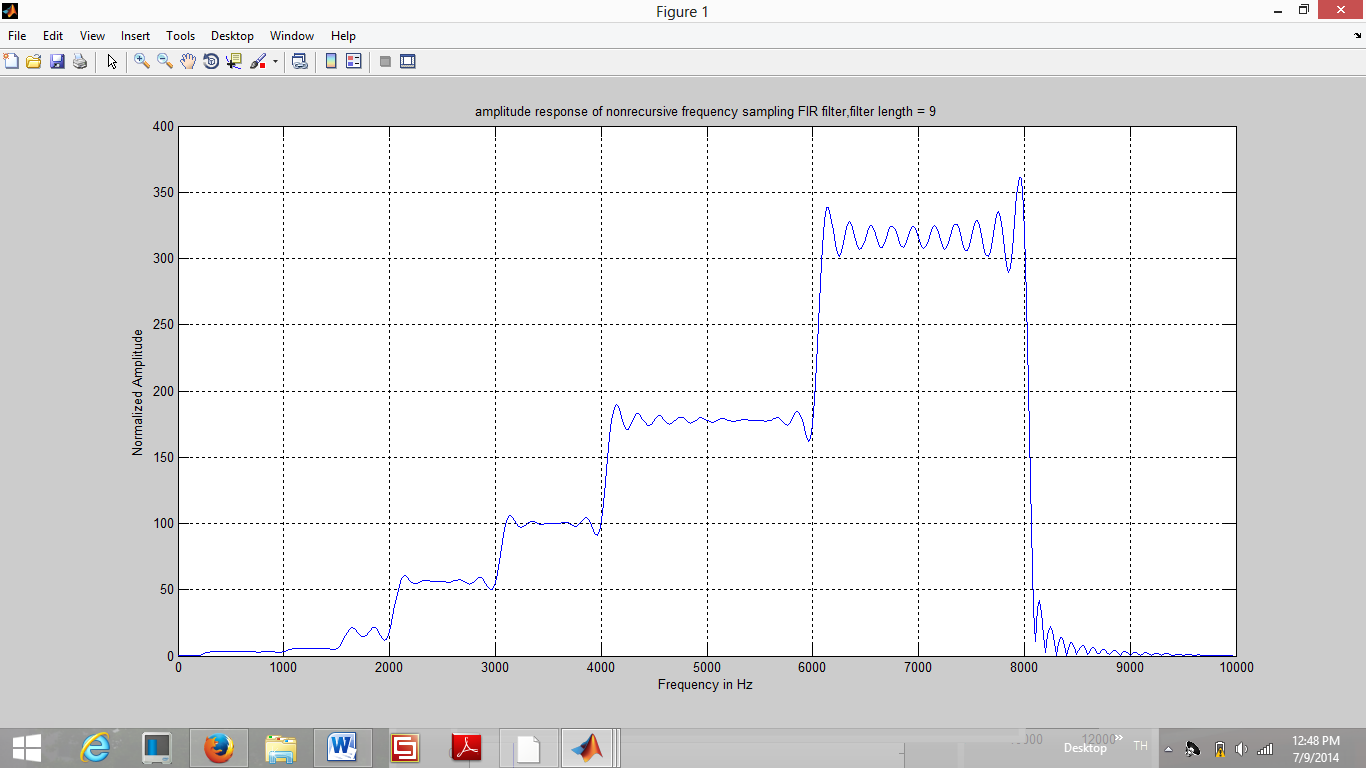 Figure 1
File Edit View Insert Tools Desktop Window Help
amplitude response of nonrecursive frequency sampling FIR filter,filter length = 9
400
350
300
250
200
150
100
50
0
Normalized Amplitude
0 1000 2000 3000 4000 5000 6000 7000 8000 9000 10000
Frequency in Hz
12000
Desktop
TH
12:48 PM
7/9/2014